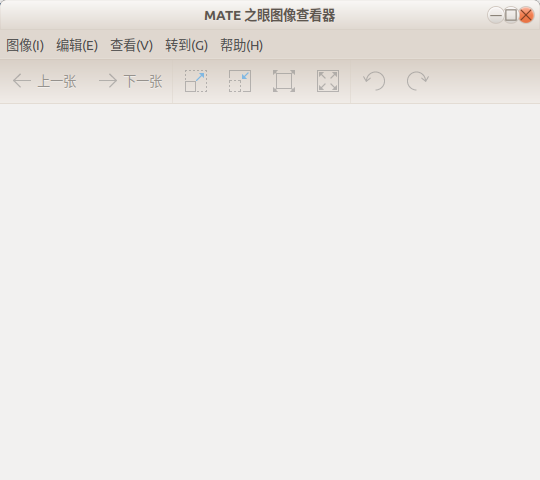 MATE 之眼图像查看器
图像(I) 编辑(E) 查看(V) 转到(G) 帮助(H)
上一张 下一张